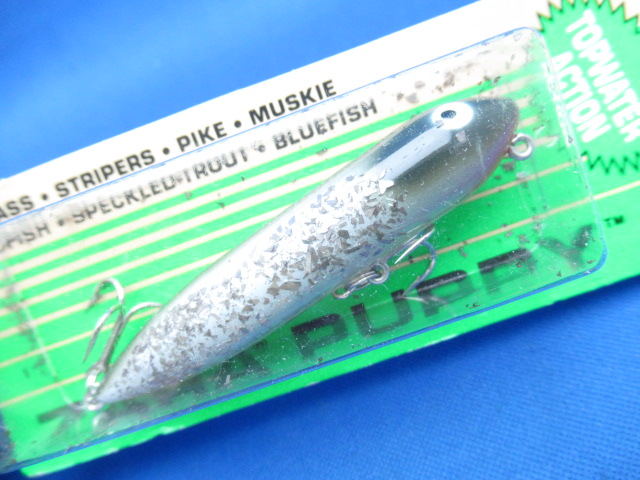 ASS • STRIPERS • PIKE • MUSKIE
FISH • SPECKLED TROUT • BLUEFISH
TOPWATER
ACTION
PUPPY